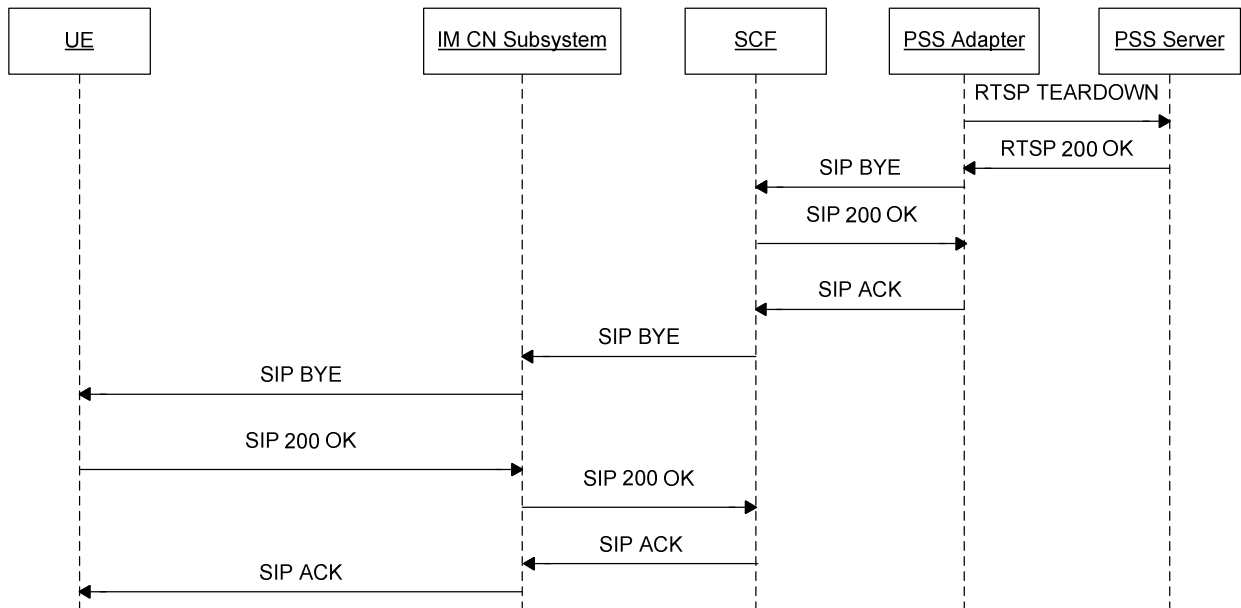 UE
IM CN Subsystem
SCF
PSS Adapter
PSS Server
RTSP TEARDOWN
RTSP 200 OK
SIP BYE
SIP 200 OK
SIP ACK
SIP BYE
SIP BYE
SIP 200 OK
SIP 200 OK
SIP ACK
SIP ACK